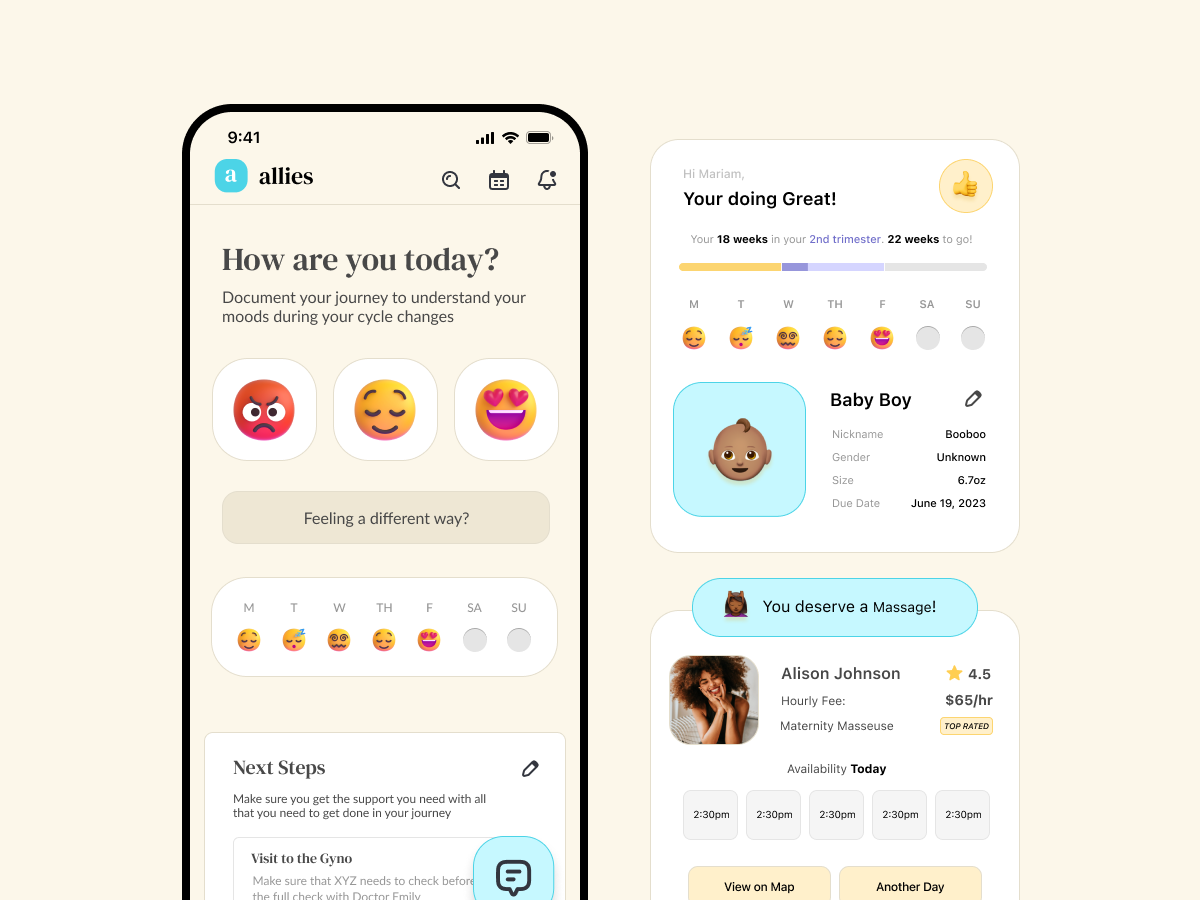 9:41
a allies
How are you today?
Document your journey to understand your
moods during your cycle changes
Feeling a different way?
M T W TH F SA SU
Next Steps
Make sure you get the support you need with all
that you need to get done in your journey
Visit to the Gyno
Make sure that XYZ needs to check before
the full check with Doctor Emily
Hi Mariam,
Your doing Great!
Your 18 weeks in your 2nd trimester. 22 weeks to go!
M T W TH F SA SU
Baby Boy
Nickname Booboo
Gender Unknown
Size 6.7oz
Due Date June 19, 2023
You deserve a Massage!
Alison Johnson 4.5
Hourly Fee: $65/hr
Maternity Masseuse TOP RATED
Availability Today
2:30pm 2:30pm 2:30pm 2:30pm 2:30pm
View on Map Another Day